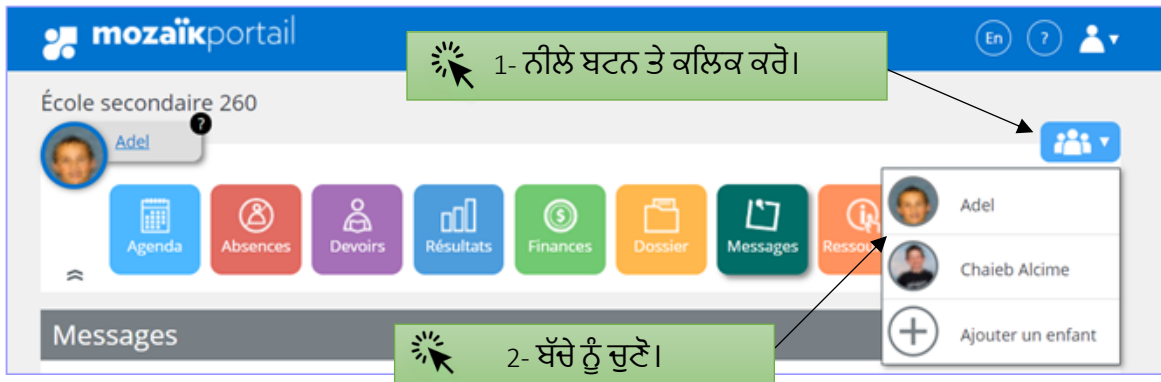 mozaïkportail
En
?
1- ਨੀਲੇ ਬਟਨ ਤੇ ਕਲਿਕ ਕਰੋ।
École secondaire 260
Adel
?
Agenda
Absences
Devoirs
Résultats
$
Finances
Dossier
Messages
Resso
Adel
Chaieb Alcime
Ajouter un enfant
Messages
2- ਬੱਚੇ ਨੂੰ ਚੁਣੋ।